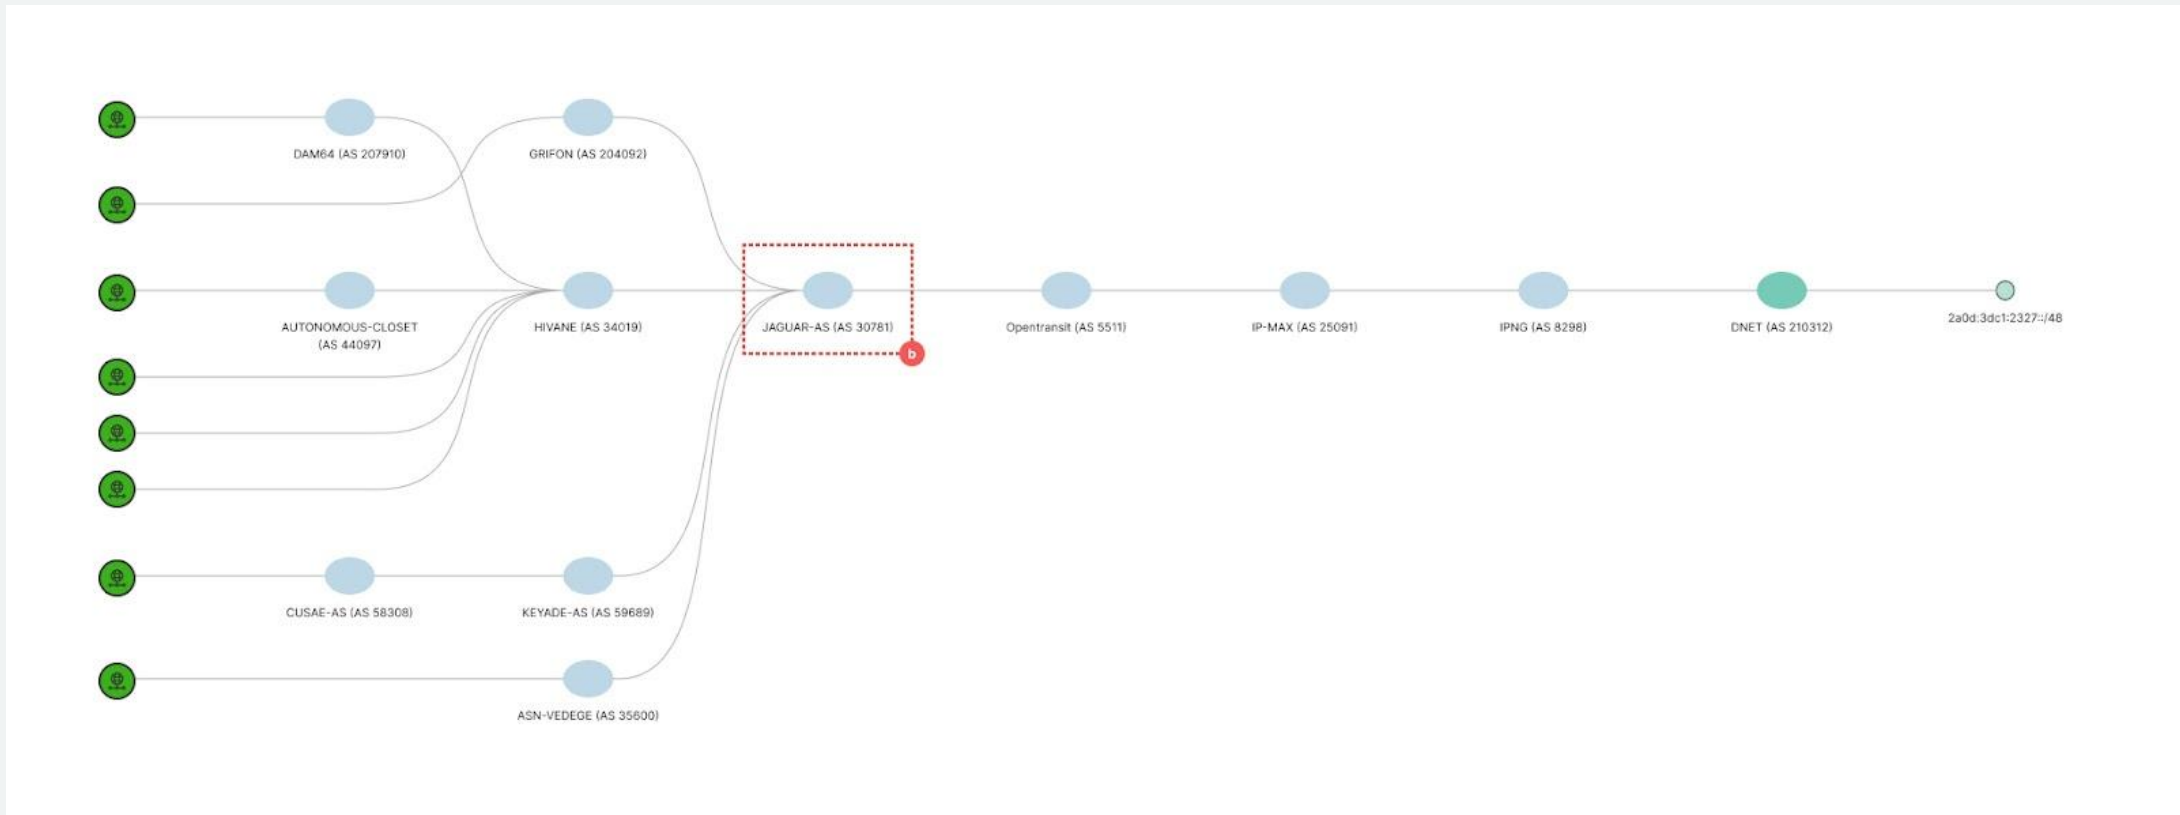 DAM64 (AS 207910)
GRIFON (AS 204092)
AUTONOMOUS-CLOSET
(AS 44097)
HIVANE (AS 34019)
JAGUAR-AS (AS 30781)
b
Opentransit (AS 5511)
IP-MAX (AS 25091)
IPNG (AS 8298)
DNET (AS 210312)
2a0d:3dc1:2327::/48
CUSAE-AS (AS 58308)
KEYADE-AS (AS 59689)
ASN-VEDEGE (AS 35600)